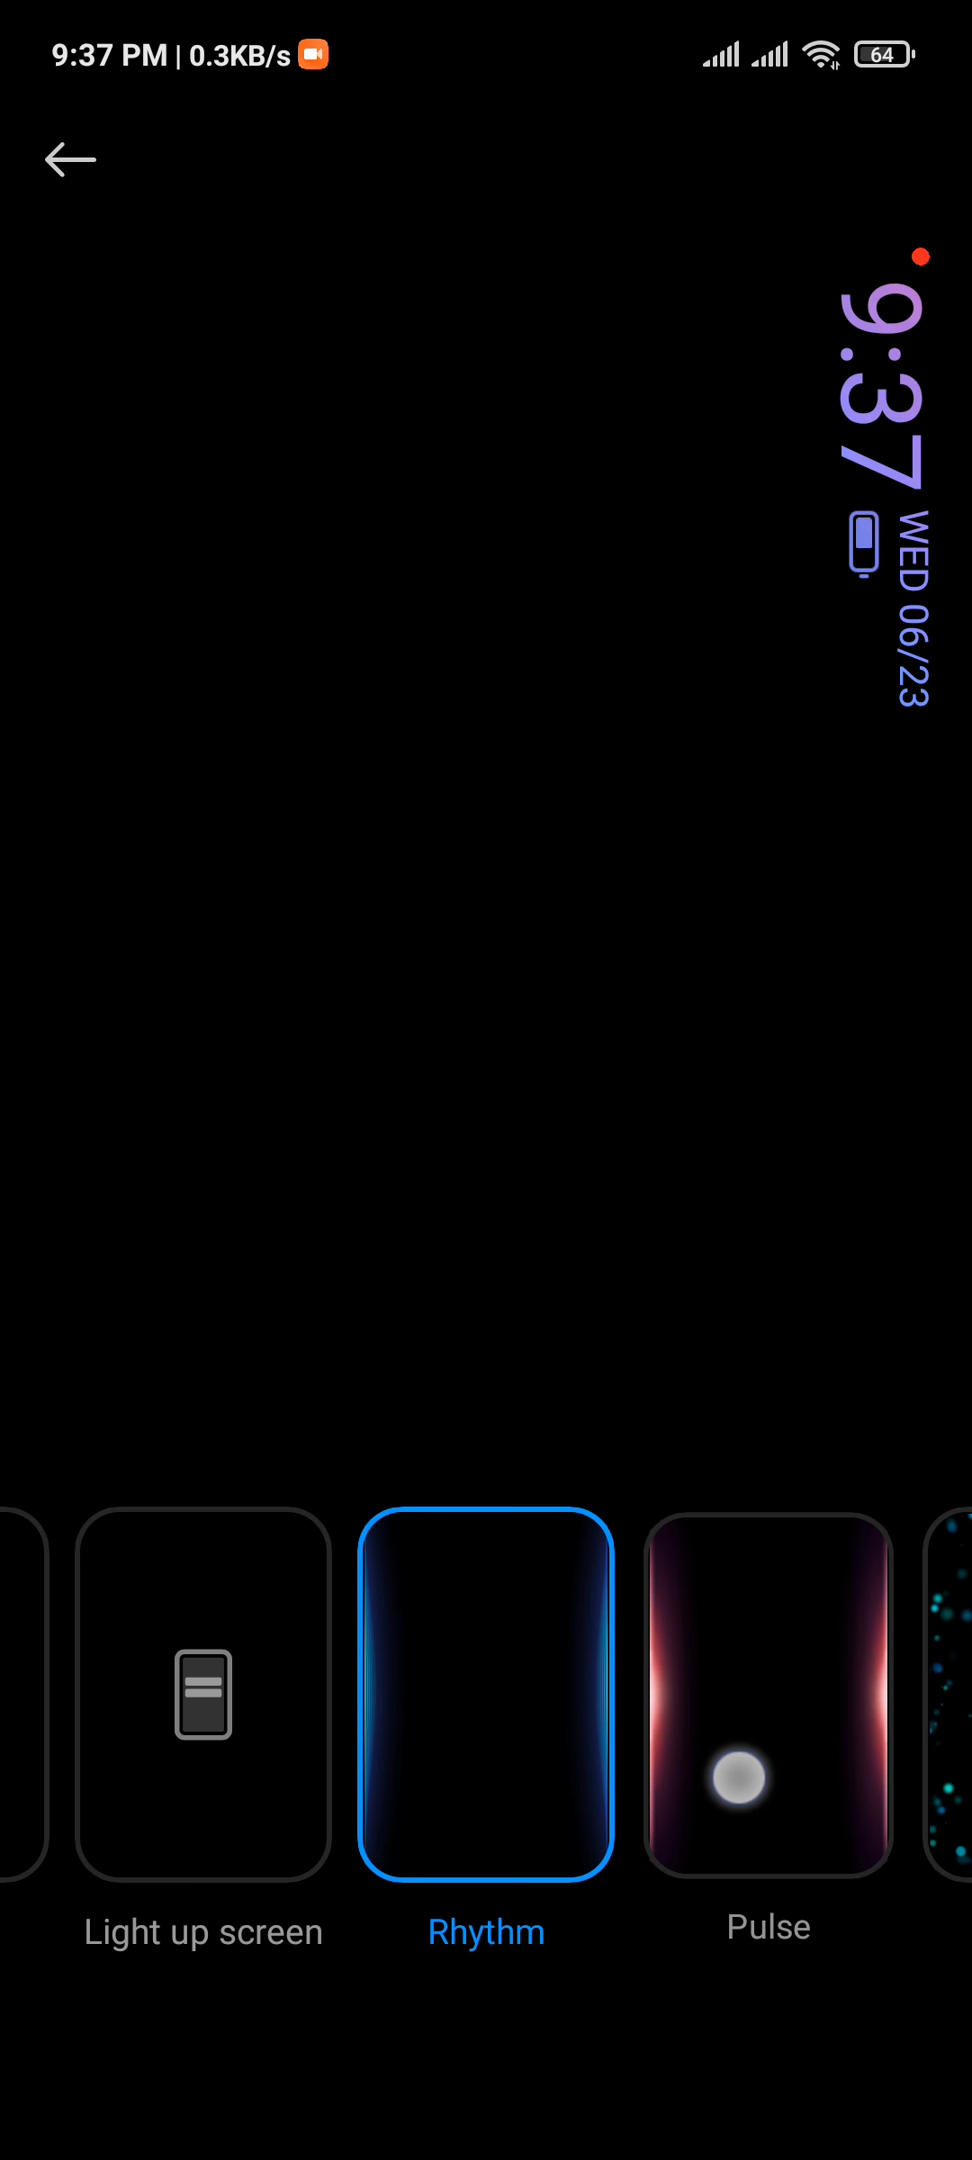 9:37 PM | 0.3KB/s
64
9:37
WED 06/23
Light up screen
Rhythm
Pulse